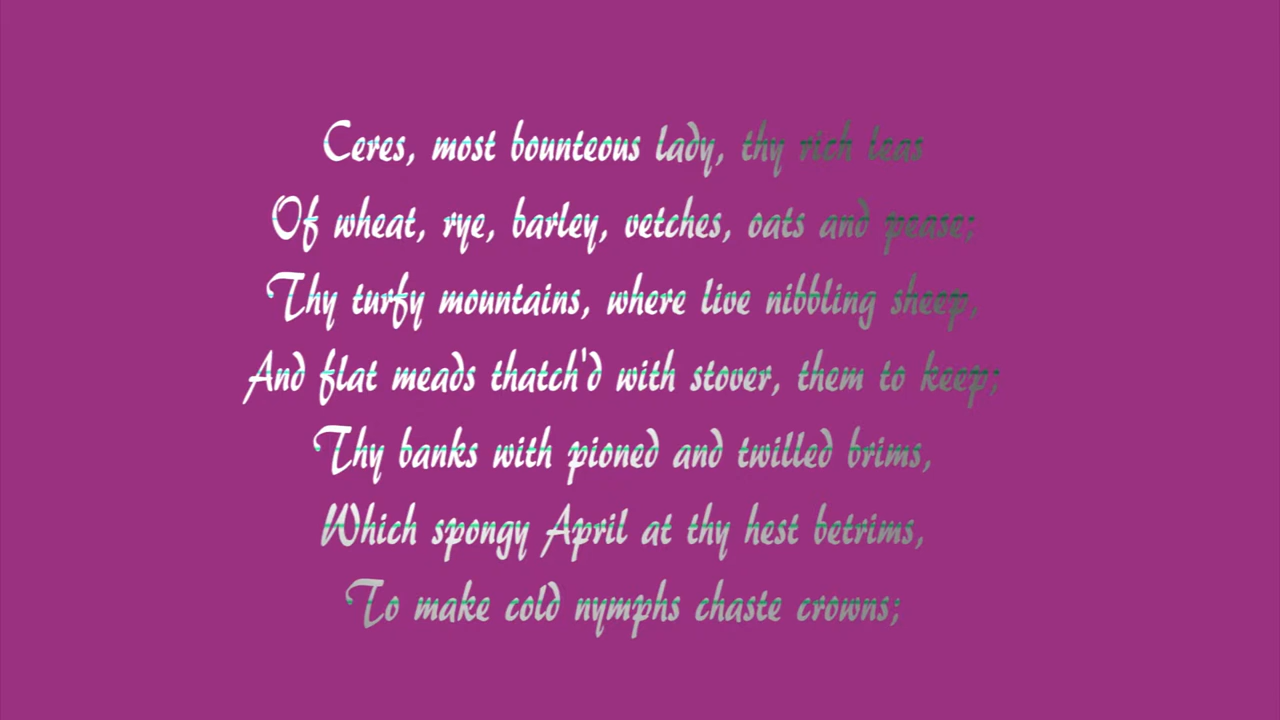 Ceres, most bounteous lady, thy rich leas
Of wheat, rye, barley, vetches, oats and pease;
Thy turfy mountains, where live nibbling sheep,
And flat meads thatch'd with stover, them to keep;
Thy banks with pioned and twilled brims,
Which spongy April at thy hest betrims,
To make cold nymphs chaste crowns;